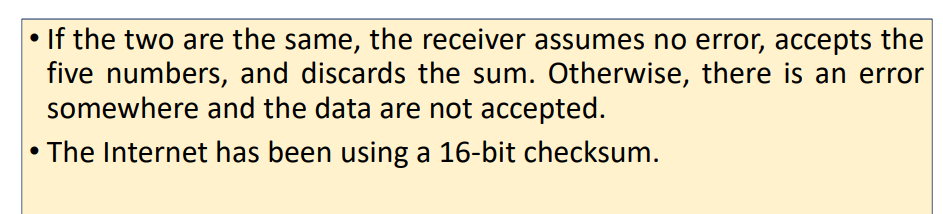 • If the two are the same, the receiver assumes no error, accepts the
five numbers, and discards the sum. Otherwise, there is an error
somewhere and the data are not accepted.
• The Internet has been using a 16-bit checksum.